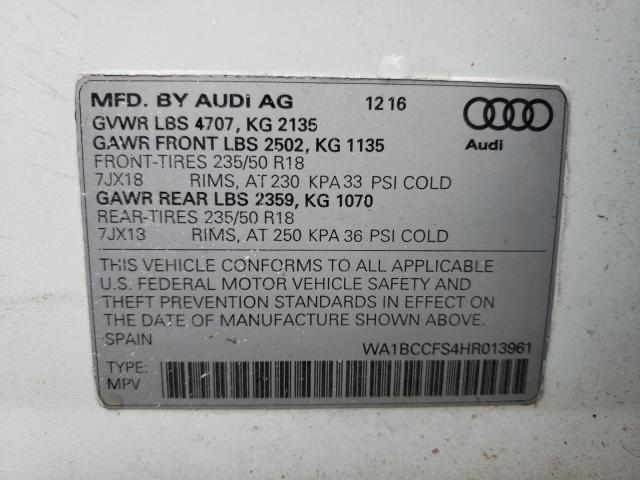 MFD. BY AUDI AG 12 16
GVWR LBS 4707, KG 2135
GAWR FRONT LBS 2502, KG 1135
Audi
FRONT-TIRES 235/50 R18
7JX18 RIMS, AT 230 KPA 33 PSI COLD
GAWR REAR LBS 2359, KG 1070
REAR-TIRES 235/50 R18
7JX18 RIMS, AT 250 KPA 36 PSI COLD
THIS VEHICLE CONFORMS TO ALL APPLICABLE
U.S. FEDERAL MOTOR VEHICLE SAFETY AND
THEFT PREVENTION STANDARDS IN EFFECT ON
THE DATE OF MANUFACTURE SHOWN ABOVE.
SPAIN WA1BCCFS4HR013961
TYPE:
MPV